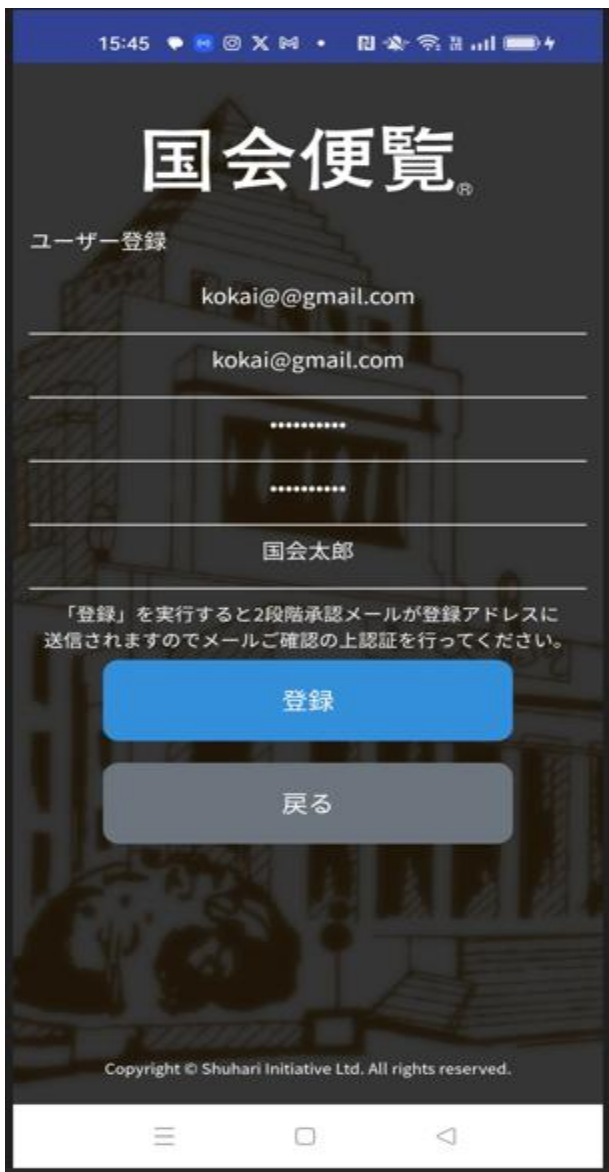 15:45
国会便覧®
ユーザー登録
kokai@@gmail.com
kokai@gmail.com
••••••••••
••••••••••
国会太郎
「登録」を実行すると2段階承認メールが登録アドレスに
送信されますのでメールご確認の上認証を行ってください。
登録
戻る
Copyright © Shuhari Initiative Ltd. All rights reserved.